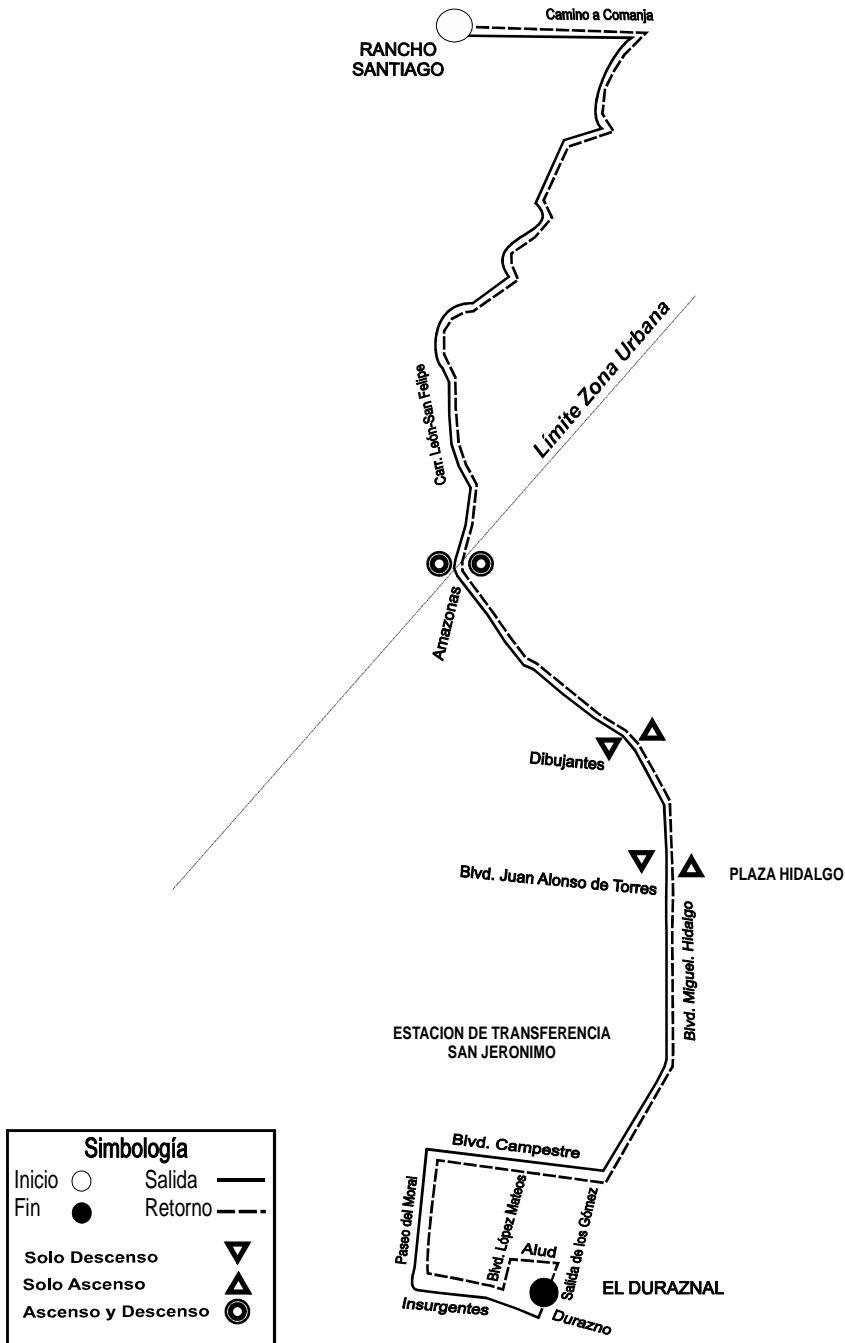 Camino a Comanja
RANCHO
SANTIAGO
Límite Zona Urbana
Carr. León-San Felipe
Amazonas
Dibujantes
Blvd. Juan Alonso de Torres
PLAZA HIDALGO
Blvd. Miguel. Hidalgo
ESTACION DE TRANSFERENCIA
SAN JERONIMO
Blvd. Campestre
Paseo del Moral
Blvd. López Mateos
Salida de los Gómez
Alud
EL DURAZNAL
Insurgentes
Durazno
Simbología
Inicio Salida
Fin Retorno
Solo Descenso
Solo Ascenso
Ascenso y Descenso